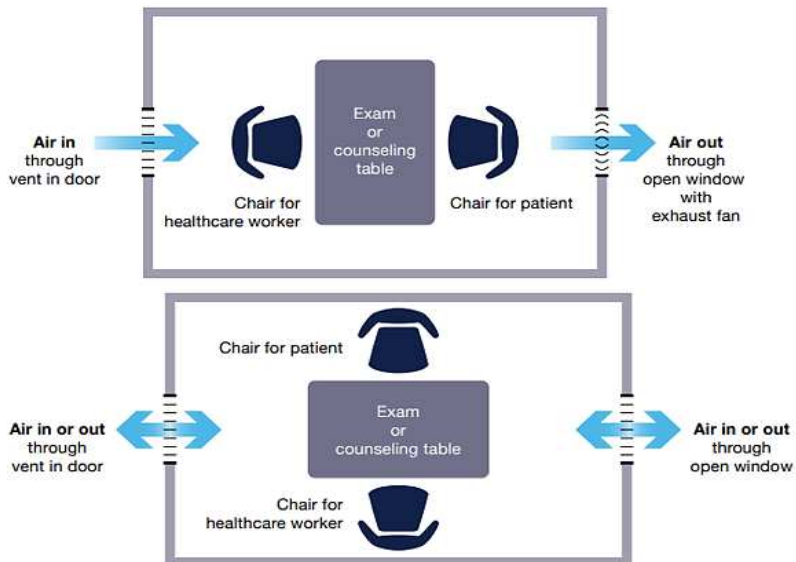 Air in
through
vent in door
Chair for
healthcare worker
Exam
or
counseling
table
Chair for patient
Air out
through
open window
with
exhaust fan
Chair for patient
Air in or out
through
vent in door
Exam
or
counseling table
Chair for
healthcare worker
Air in or out
through
open window